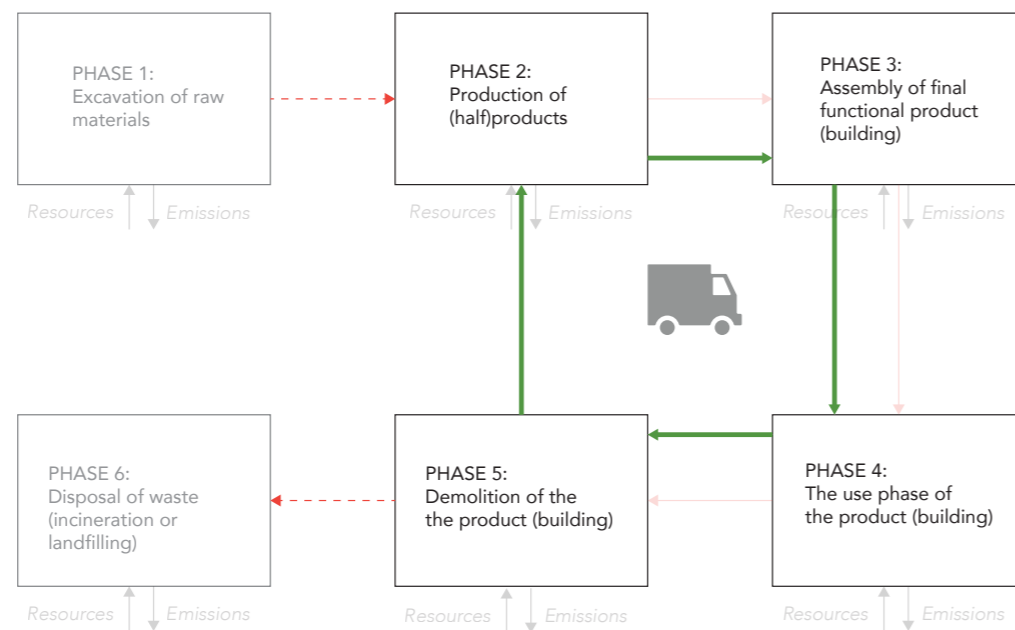 PHASE 1:
Excavation of raw
materials
PHASE 2:
Production of
(half)products
PHASE 3:
Assembly of final
functional product
(building)
Resources
Emissions
Emissions
Resources
Emissions
PHASE 6:
Disposal of waste
(incineration or
landfilling)
PHASE 5:
Demolition of the
the product (building)
PHASE 4:
The use phase of
the product (building)
Resources
Emissions
Resources
Emissions
Resources
Emissions